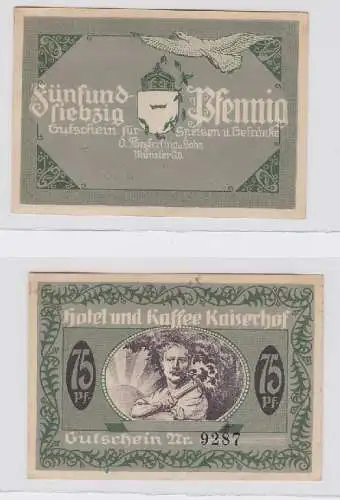 Fünfund-
siebzig
Pfennig
Gutschein für Speisen u. Getränke
Münster
Hotel und Kaffee Kaiserhof
75
Pf.
75
Pf.
Gutschein Nr. 9287